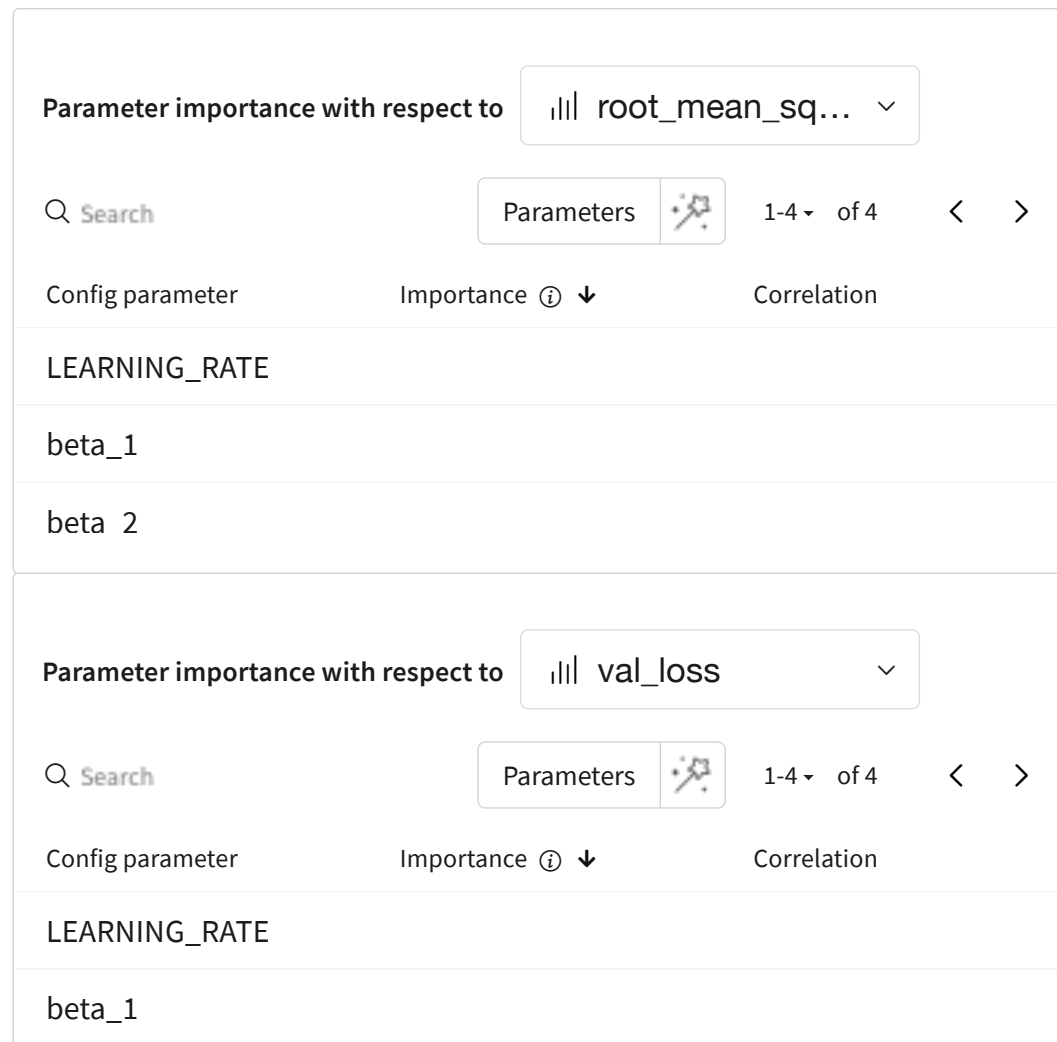 Parameter importance with respect to root_mean_sq...
Search Parameters 1-4 of 4
Config parameter Importance Correlation
LEARNING_RATE
beta_1
beta 2
Parameter importance with respect to val_loss
Search Parameters 1-4 of 4
Config parameter Importance Correlation
LEARNING_RATE
beta_1